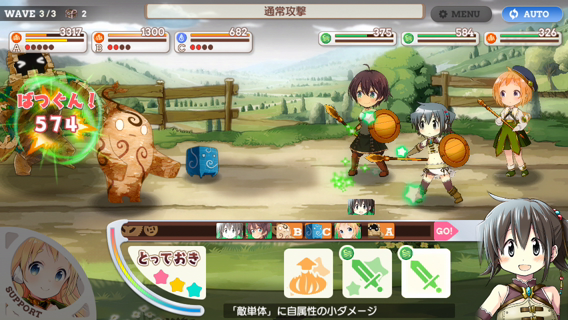 WAVE 3/3 2
通常攻撃
MENU
AUTO
3317
A
1300
B
682
C
375
584
326
ばつぐん！
574
B C A GO!
とっておき
SUPPORT
「敵単体」に自属性の小ダメージ